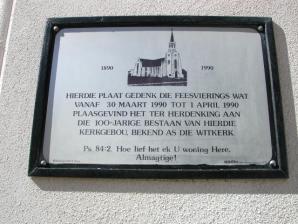 1890 1990
HIERDIE PLAAT GEDENK DIE FEESVIERINGS WAT
VANAF 30 MAART 1990 TOT 1 APRIL 1990
PLAASGEVIND HET TER HERDENKING AAN
DIE 100-JARIGE BESTAAN VAN HIERDIE
KERKGEBOU, BEKEND AS DIE WITKERK
Ps. 84:2. Hoe lief het ek U woning Here,
Almagtige!